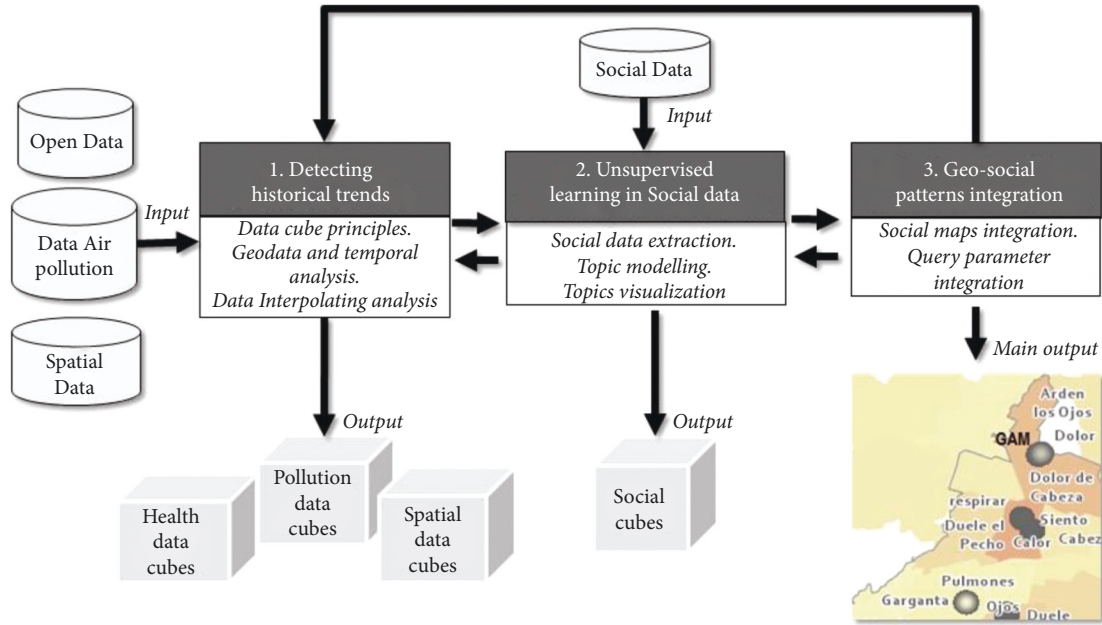 Social Data
Input
Open Data
Data Air
pollution
Input
Spatial
Data
1. Detecting
historical trends
Data cube principles.
Geodata and temporal
analysis.
Data Interpolating analysis
2. Unsupervised
learning in Social data
Social data extraction.
Topic modelling.
Topics visualization
3. Geo-social
patterns integration
Social maps integration.
Query parameter
integration
Output
Health
data
cubes
Pollution
data
cubes
Spatial
data
cubes
Output
Social
cubes
Main output
Arden
los Ojos
GAM
Dolor
Dolor de
Cabeza
respirar
Duele el
Pecho
Siento
Calor
Cabez
Pulmones
Garganta
Ojos
Duele